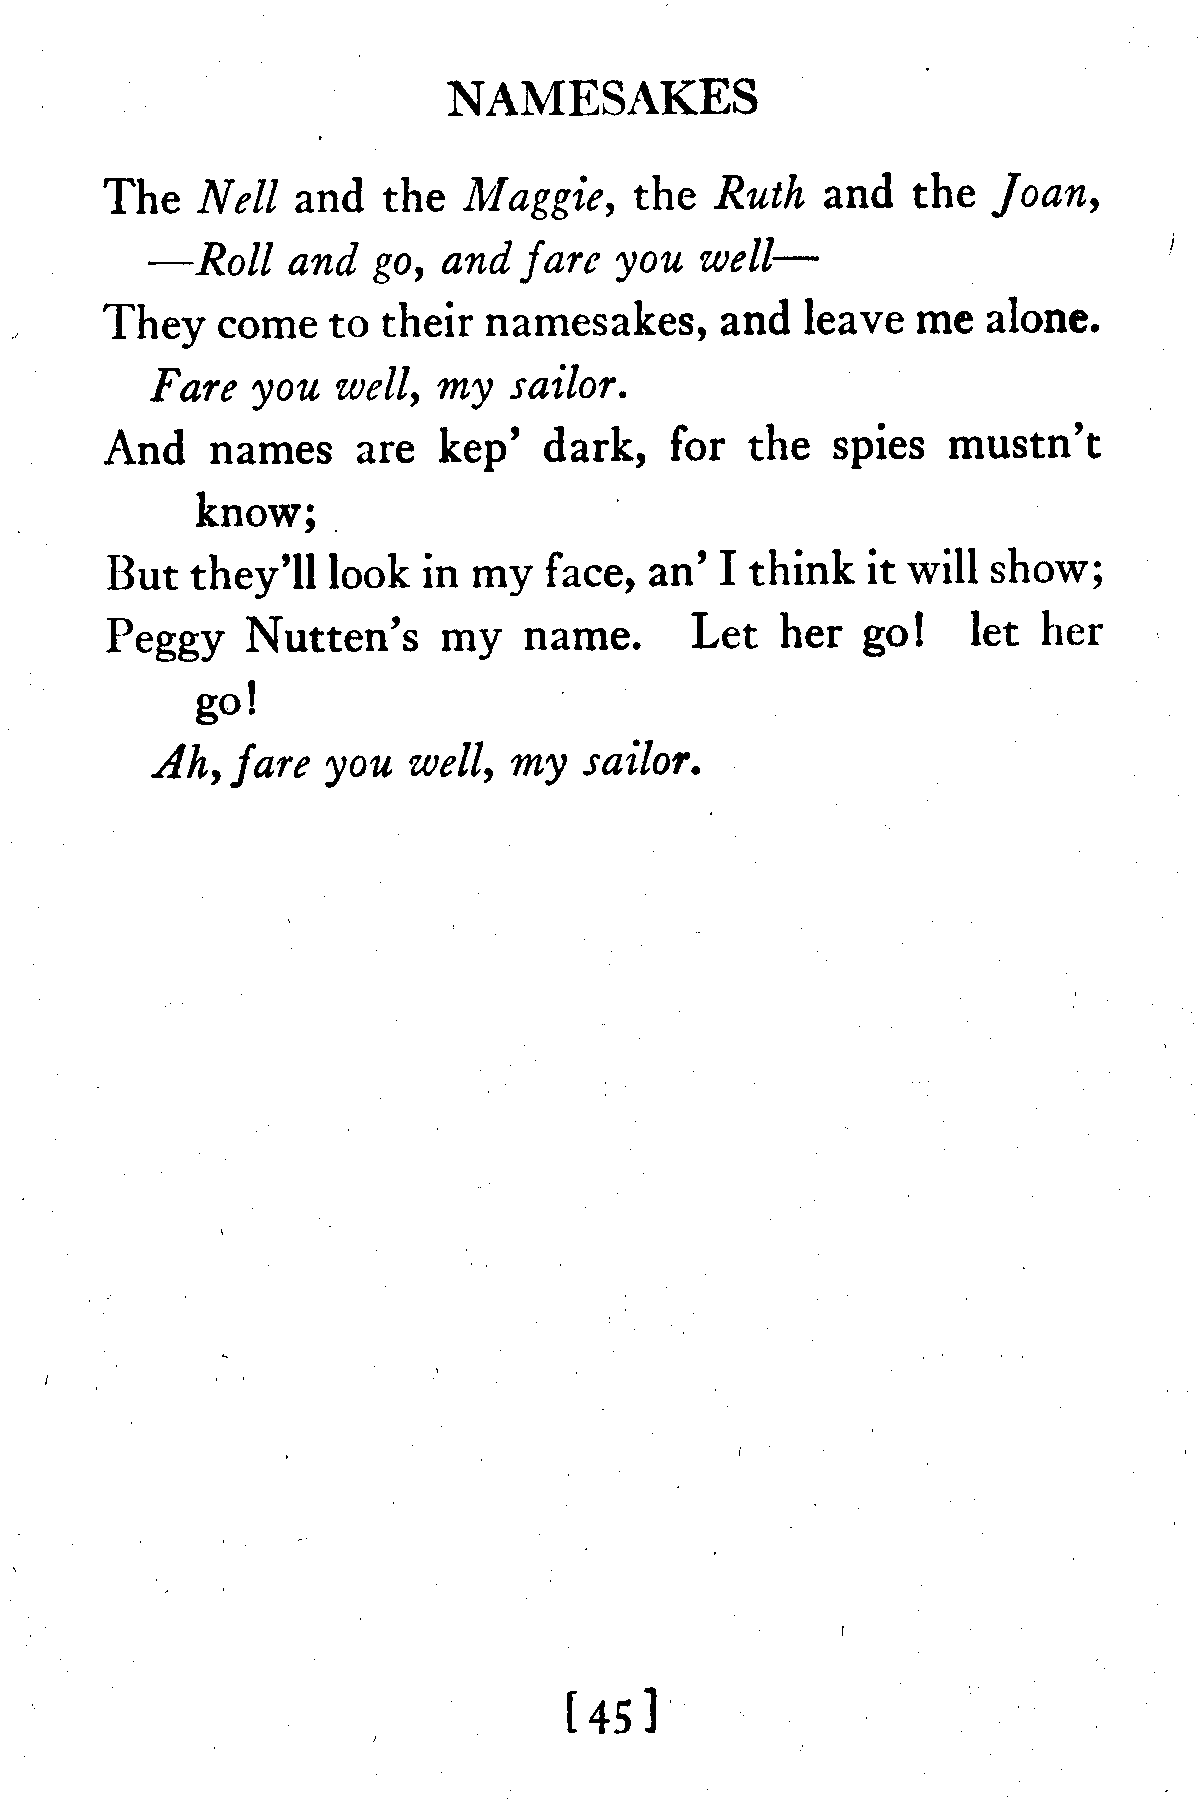 NAMESAKES
The Nell and the Maggie, the Ruth and the Joan,
—Roll and go, and fare you well—
They come to their namesakes, and leave me alone.
Fare you well, my sailor.
And names are kep’ dark, for the spies mustn’t
know;
But they’ll look in my face, an’ I think it will show;
Peggy Nutten’s my name. Let her go! let her
go!
Ah, fare you well, my sailor.
[45]